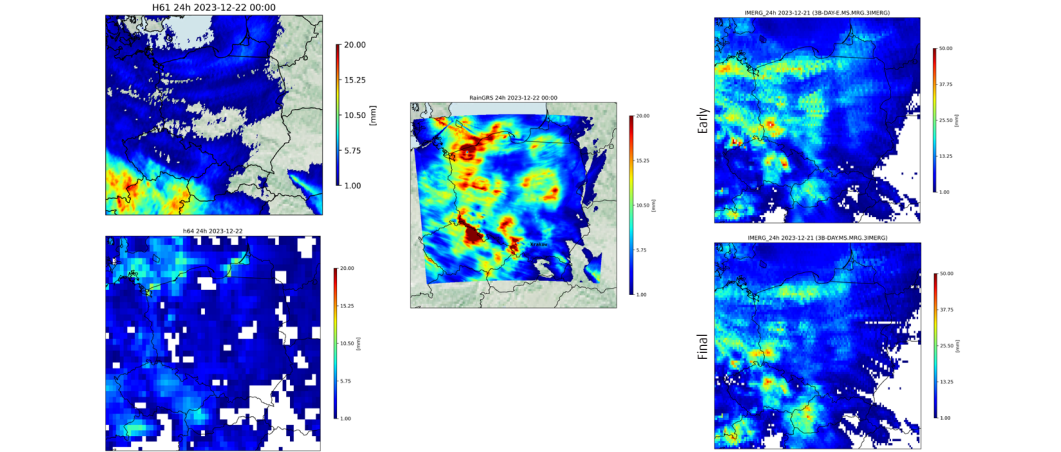 H61 24h 2023-12-22 00:00
20.00
15.25
10.50
5.75
1.00
[mm]
h64 24h 2023-12-22
20.00
15.25
10.50
5.75
1.00
[mm]
RainGRS 24h 2023-12-22 00:00
20.00
15.25
10.50
5.75
1.00
[mm]
Early
IMERG_24h 2023-12-21 (3B-DAY-E.MS.MRG.3IMERG)
50.00
37.75
25.50
13.25
1.00
[mm]
Final
IMERG_24h 2023-12-21 (3B-DAY.MS.MRG.3IMERG)
50.00
37.75
25.50
13.25
1.00
[mm]